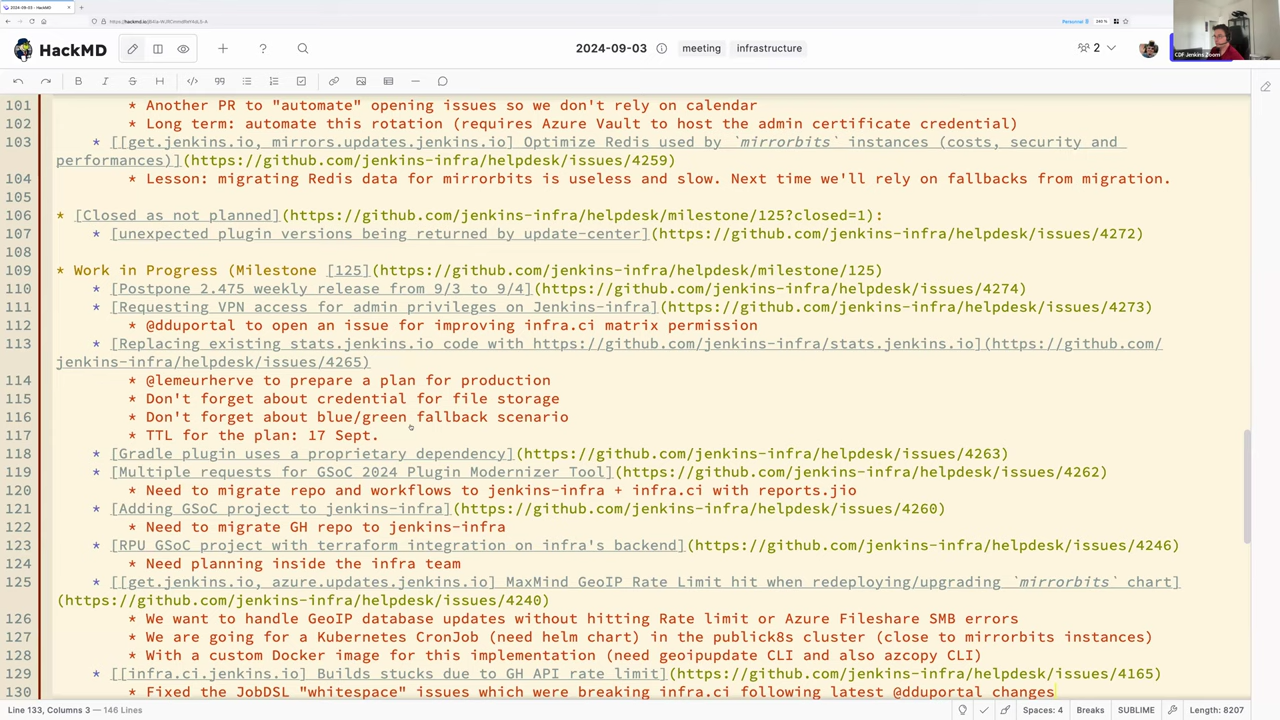 2024-09-03
https://hackmd.io/
Personal
240 %
HackMD
2024-09-03
meeting
infrastructure
2
CDF Jenkins Zoom
101 * Another PR to "automate" opening issues so we don't rely on calendar
102 * Long term: automate this rotation (requires Azure Vault to host the admin certificate credential)
103 * [[get.jenkins.io, mirrors.updates.jenkins.io] Optimize Redis used by `mirrorbits` instances (costs, security and
performances)](https://github.com/jenkins-infra/helpdesk/issues/4259)
104 * Lesson: migrating Redis data for mirrorbits is useless and slow. Next time we'll rely on fallbacks from migration.
105
106 * [Closed as not planned](https://github.com/jenkins-infra/helpdesk/milestone/125?closed=1):
107 * [unexpected plugin versions being returned by update-center](https://github.com/jenkins-infra/helpdesk/issues/4272)
108
109 * Work in Progress (Milestone [125](https://github.com/jenkins-infra/helpdesk/milestone/125)
110 * [Postpone 2.475 weekly release from 9/3 to 9/4](https://github.com/jenkins-infra/helpdesk/issues/4274)
111 * [Requesting VPN access for admin privileges on Jenkins-infra](https://github.com/jenkins-infra/helpdesk/issues/4273)
112 * @dduportal to open an issue for improving infra.ci matrix permission
113 * [Replacing existing stats.jenkins.io code with https://github.com/jenkins-infra/stats.jenkins.io](https://github.com/
jenkins-infra/helpdesk/issues/4265)
114 * @lemeurherve to prepare a plan for production
115 * Don't forget about credential for file storage
116 * Don't forget about blue/green fallback scenario
117 * TTL for the plan: 17 Sept.
118 * [Gradle plugin uses a proprietary dependency](https://github.com/jenkins-infra/helpdesk/issues/4263)
119 * [Multiple requests for GSoC 2024 Plugin Modernizer Tool](https://github.com/jenkins-infra/helpdesk/issues/4262)
120 * Need to migrate repo and workflows to jenkins-infra + infra.ci with reports.jio
121 * [Adding GSoC project to jenkins-infra](https://github.com/jenkins-infra/helpdesk/issues/4260)
122 * Need to migrate GH repo to jenkins-infra
123 * [RPU GSoC project with terraform integration on infra's backend](https://github.com/jenkins-infra/helpdesk/issues/4246)
124 * Need planning inside the infra team
125 * [[get.jenkins.io, azure.updates.jenkins.io] MaxMind GeoIP Rate Limit hit when redeploying/upgrading `mirrorbits` chart]
(https://github.com/jenkins-infra/helpdesk/issues/4240)
126 * We want to handle GeoIP database updates without hitting Rate limit or Azure Fileshare SMB errors
127 * We are going for a Kubernetes CronJob (need helm chart) in the publick8s cluster (close to mirrorbits instances)
128 * With a custom Docker image for this implementation (need geoipupdate CLI and also azcopy CLI)
129 * [[infra.ci.jenkins.io] Builds stucks due to GH API rate limit](https://github.com/jenkins-infra/helpdesk/issues/4165)
130 * Fixed the JobDSL "whitespace" issues which were breaking infra.ci following latest @dduportal changes
Line 133, Columns 3 — 146 Lines
Spaces: 4
Breaks
SUBLIME
Length: 8207